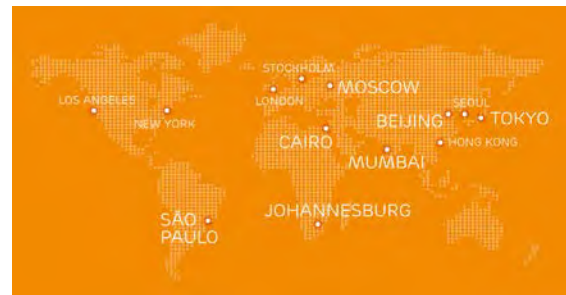 STOCKHOLM
MOSCOW
LOS ANGELES
LONDON
SEOUL
NEW YORK
BEIJING
TOKYO
CAIRO
HONG KONG
MUMBAI
JOHANNESBURG
SÃO
PAULO